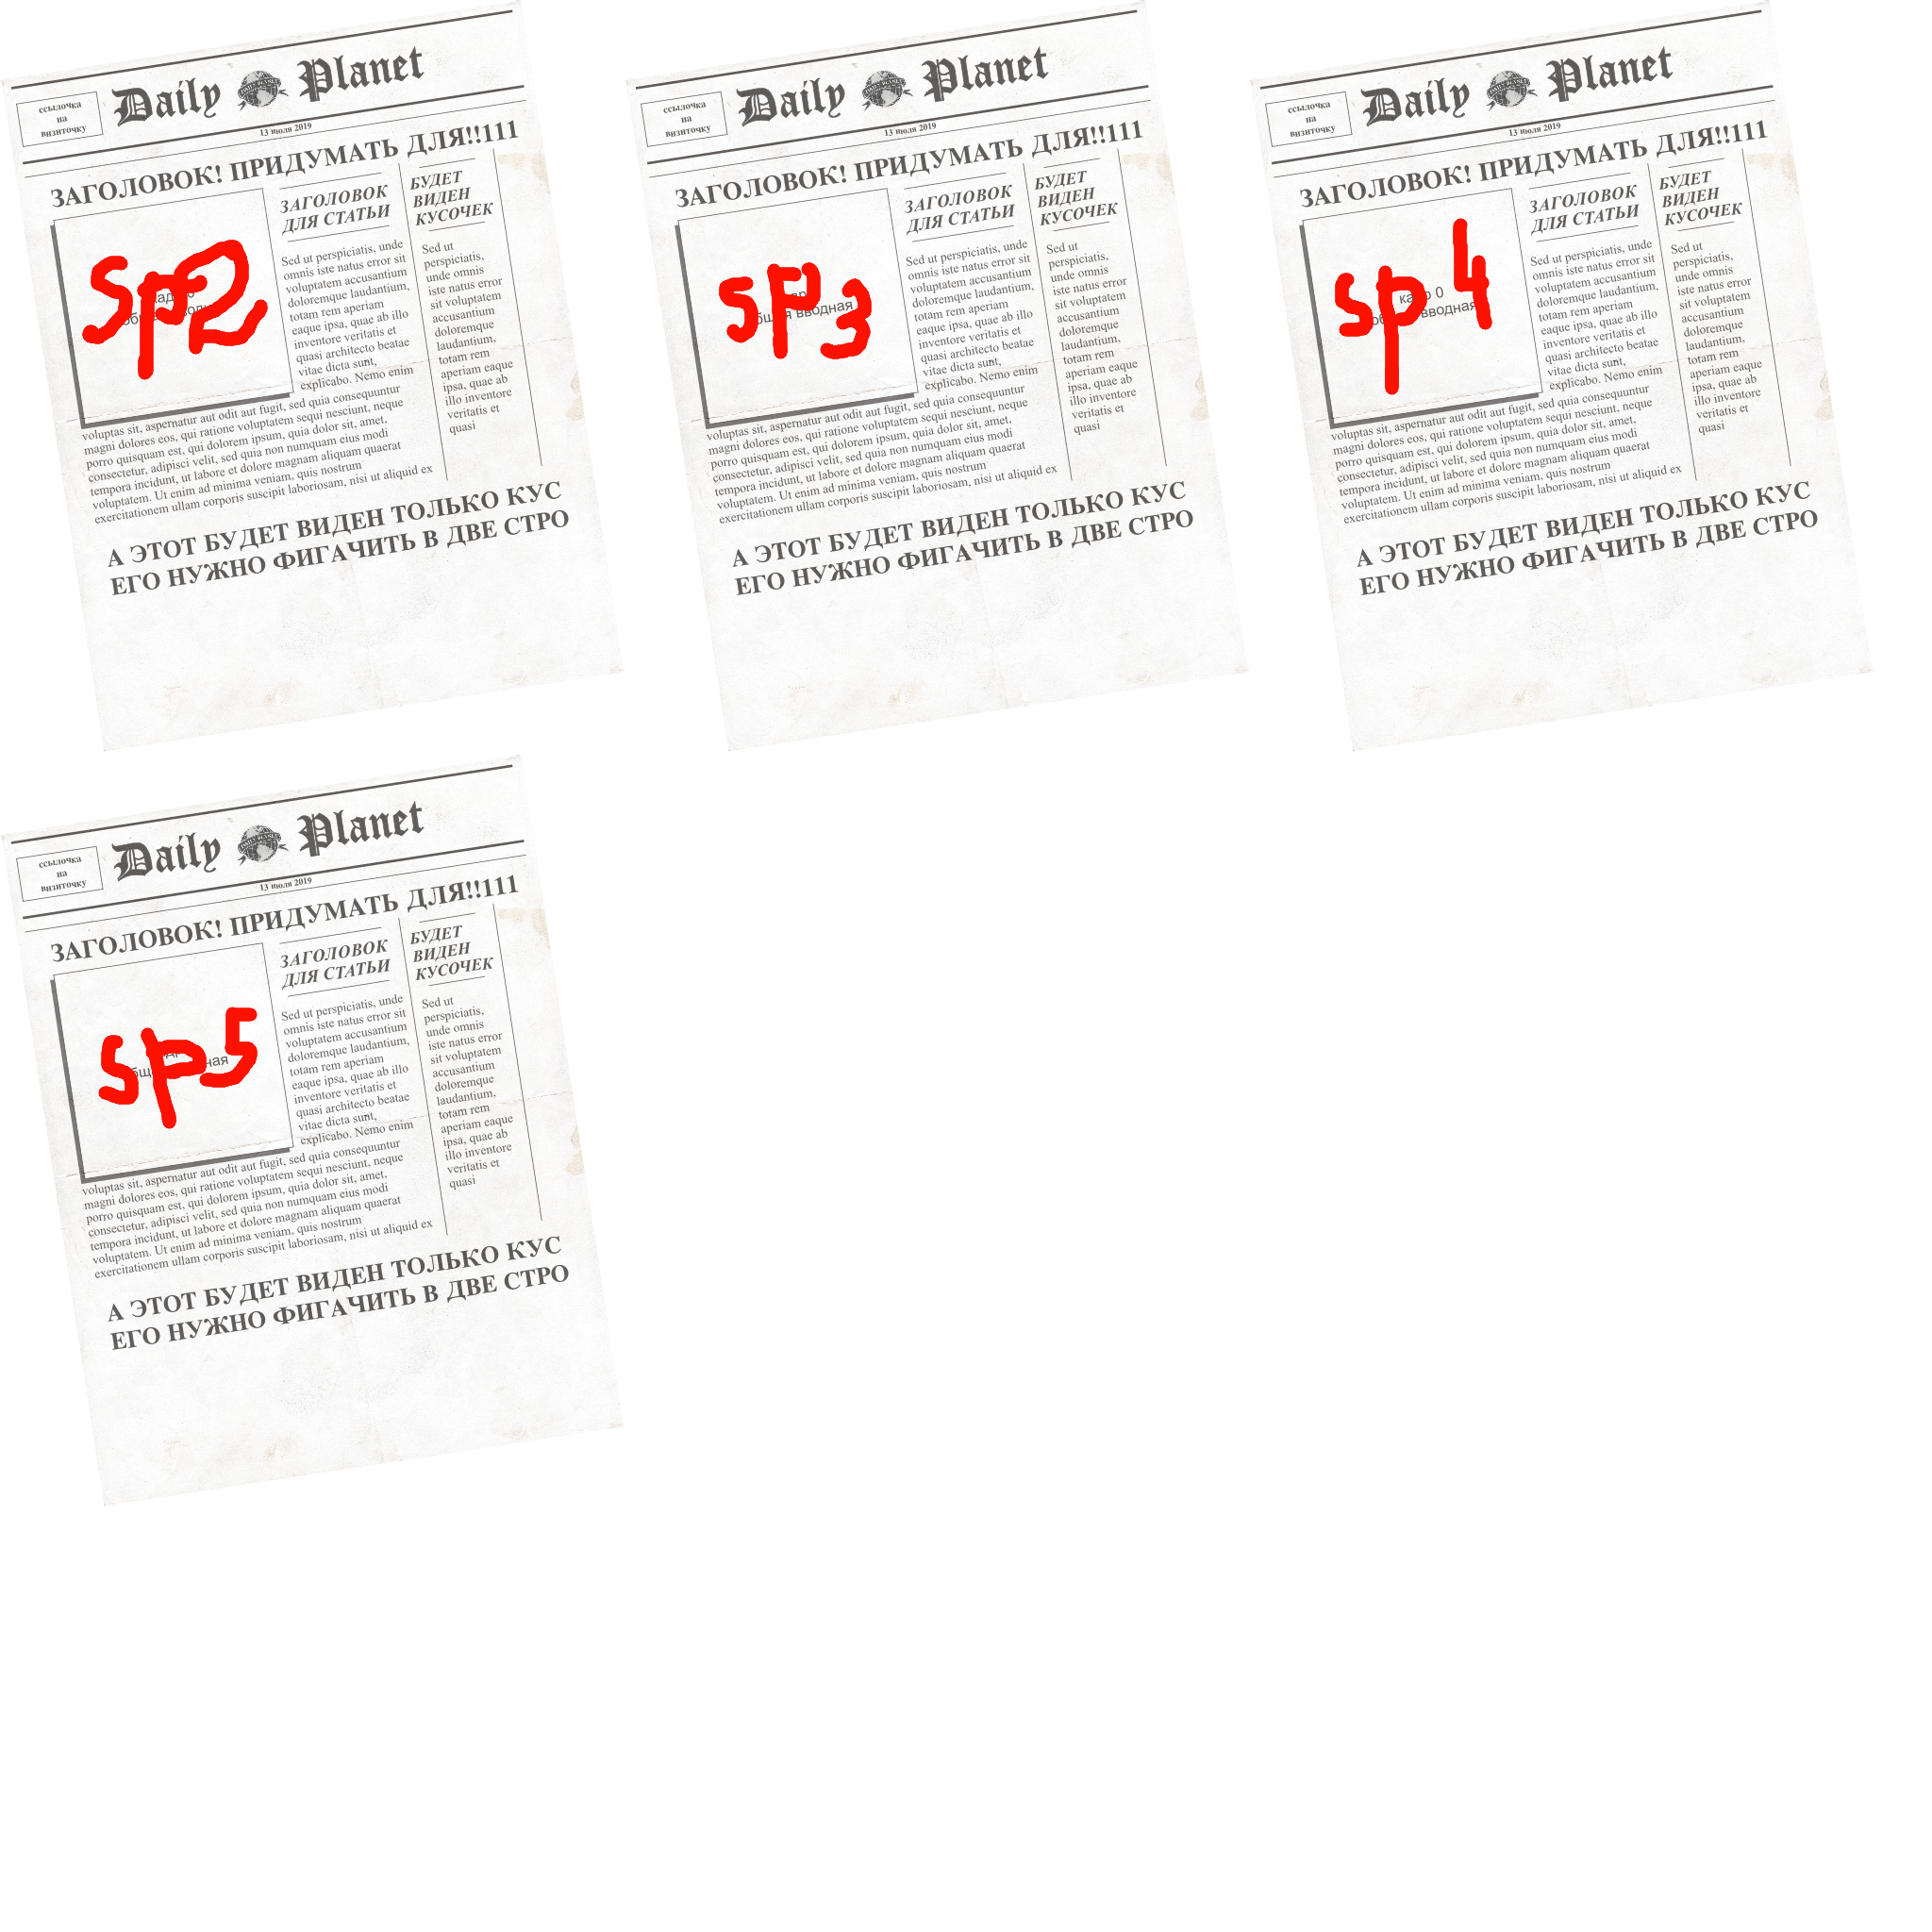 Daily Planet
ссылочка
на
визиточку
13 июля 2019
ЗАГОЛОВОК! ПРИДУМАТЬ ДЛЯ!!111
sp2
ЗАГОЛОВОК
ДЛЯ СТАТЬИ
Sed ut perspiciatis, unde
omnis iste natus error sit
voluptatem accusantium
doloremque laudantium,
totam rem aperiam
eaque ipsa, quae ab illo
inventore veritatis et
quasi architecto beatae
vitae dicta sunt,
explicabo. Nemo enim
voluptas sit, aspernatur aut odit aut fugit, sed quia consequuntur
magni dolores eos, qui ratione voluptatem sequi nesciunt, neque
porro quisquam est, qui dolorem ipsum, quia dolor sit, amet,
consectetur, adipisci velit, sed quia non numquam eius modi
tempora incidunt, ut labore et dolore magnam aliquam quaerat
voluptatem. Ut enim ad minima veniam, quis nostrum
exercitationem ullam corporis suscipit laboriosam, nisi ut aliquid ex
БУДЕТ
ВИДЕН
КУСОЧЕК
Sed ut
perspiciatis,
unde omnis
iste natus error
sit voluptatem
accusantium
doloremque
laudantium,
totam rem
aperiam eaque
ipsa, quae ab
illo inventore
veritatis et
quasi
А ЭТОТ БУДЕТ ВИДЕН ТОЛЬКО КУС
ЕГО НУЖНО ФИГАЧИТЬ В ДВЕ СТРО
Daily Planet
ссылочка
на
визиточку
13 июля 2019
ЗАГОЛОВОК! ПРИДУМАТЬ ДЛЯ!!111
sp3
вводная
ЗАГОЛОВОК
ДЛЯ СТАТЬИ
Sed ut perspiciatis, unde
omnis iste natus error sit
voluptatem accusantium
doloremque laudantium,
totam rem aperiam
eaque ipsa, quae ab illo
inventore veritatis et
quasi architecto beatae
vitae dicta sunt,
explicabo. Nemo enim
voluptas sit, aspernatur aut odit aut fugit, sed quia consequuntur
magni dolores eos, qui ratione voluptatem sequi nesciunt, neque
porro quisquam est, qui dolorem ipsum, quia dolor sit, amet,
consectetur, adipisci velit, sed quia non numquam eius modi
tempora incidunt, ut labore et dolore magnam aliquam quaerat
voluptatem. Ut enim ad minima veniam, quis nostrum
exercitationem ullam corporis suscipit laboriosam, nisi ut aliquid ex
БУДЕТ
ВИДЕН
КУСОЧЕК
Sed ut
perspiciatis,
unde omnis
iste natus error
sit voluptatem
accusantium
doloremque
laudantium,
totam rem
aperiam eaque
ipsa, quae ab
illo inventore
veritatis et
quasi
А ЭТОТ БУДЕТ ВИДЕН ТОЛЬКО КУС
ЕГО НУЖНО ФИГАЧИТЬ В ДВЕ СТРО
Daily Planet
ссылочка
на
визиточку
13 июля 2019
ЗАГОЛОВОК! ПРИДУМАТЬ ДЛЯ!!111
sp4
0
вводная
ЗАГОЛОВОК
ДЛЯ СТАТЬИ
Sed ut perspiciatis, unde
omnis iste natus error sit
voluptatem accusantium
doloremque laudantium,
totam rem aperiam
eaque ipsa, quae ab illo
inventore veritatis et
quasi architecto beatae
vitae dicta sunt,
explicabo. Nemo enim
voluptas sit, aspernatur aut odit aut fugit, sed quia consequuntur
magni dolores eos, qui ratione voluptatem sequi nesciunt, neque
porro quisquam est, qui dolorem ipsum, quia dolor sit, amet,
consectetur, adipisci velit, sed quia non numquam eius modi
tempora incidunt, ut labore et dolore magnam aliquam quaerat
voluptatem. Ut enim ad minima veniam, quis nostrum
exercitationem ullam corporis suscipit laboriosam, nisi ut aliquid ex
БУДЕТ
ВИДЕН
КУСОЧЕК
Sed ut
perspiciatis,
unde omnis
iste natus error
sit voluptatem
accusantium
doloremque
laudantium,
totam rem
aperiam eaque
ipsa, quae ab
illo inventore
veritatis et
quasi
А ЭТОТ БУДЕТ ВИДЕН ТОЛЬКО КУС
ЕГО НУЖНО ФИГАЧИТЬ В ДВЕ СТРО
Daily Planet
ссылочка
на
визиточку
13 июля 2019
ЗАГОЛОВОК! ПРИДУМАТЬ ДЛЯ!!111
sp5
ЗАГОЛОВОК
ДЛЯ СТАТЬИ
Sed ut perspiciatis, unde
omnis iste natus error sit
voluptatem accusantium
doloremque laudantium,
totam rem aperiam
eaque ipsa, quae ab illo
inventore veritatis et
quasi architecto beatae
vitae dicta sunt,
explicabo. Nemo enim
voluptas sit, aspernatur aut odit aut fugit, sed quia consequuntur
magni dolores eos, qui ratione voluptatem sequi nesciunt, neque
porro quisquam est, qui dolorem ipsum, quia dolor sit, amet,
consectetur, adipisci velit, sed quia non numquam eius modi
tempora incidunt, ut labore et dolore magnam aliquam quaerat
voluptatem. Ut enim ad minima veniam, quis nostrum
exercitationem ullam corporis suscipit laboriosam, nisi ut aliquid ex
БУДЕТ
ВИДЕН
КУСОЧЕК
Sed ut
perspiciatis,
unde omnis
iste natus error
sit voluptatem
accusantium
doloremque
laudantium,
totam rem
aperiam eaque
ipsa, quae ab
illo inventore
veritatis et
quasi
А ЭТОТ БУДЕТ ВИДЕН ТОЛЬКО КУС
ЕГО НУЖНО ФИГАЧИТЬ В ДВЕ СТРО